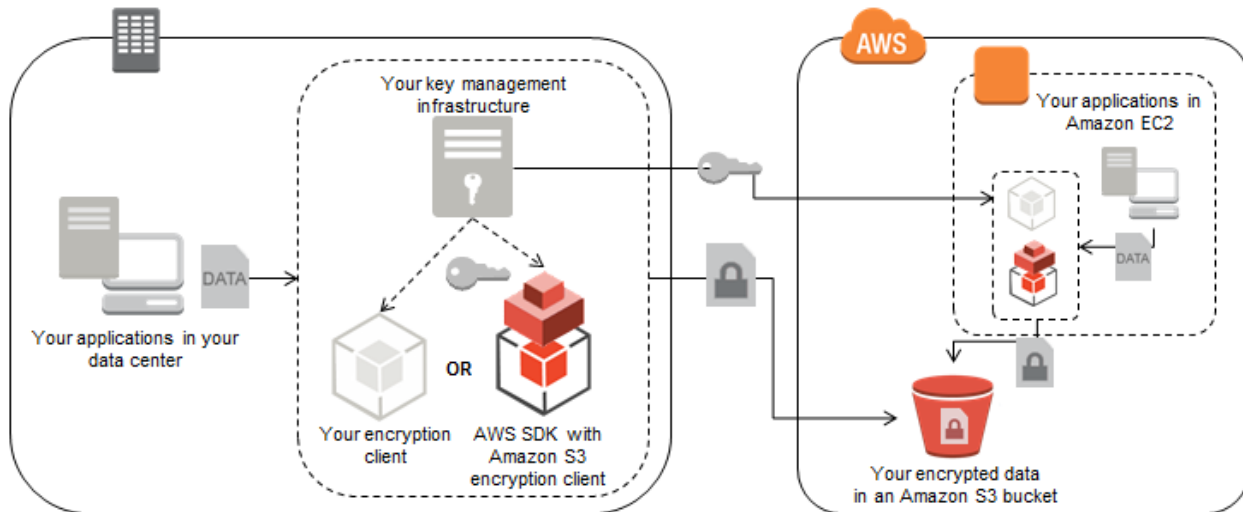 AWS
Your key management
infrastructure
Your applications in
Amazon EC2
DATA
DATA
Your applications in your
data center
OR
Your encryption
client
AWS SDK with
Amazon S3
encryption client
Your encrypted data
in an Amazon S3 bucket